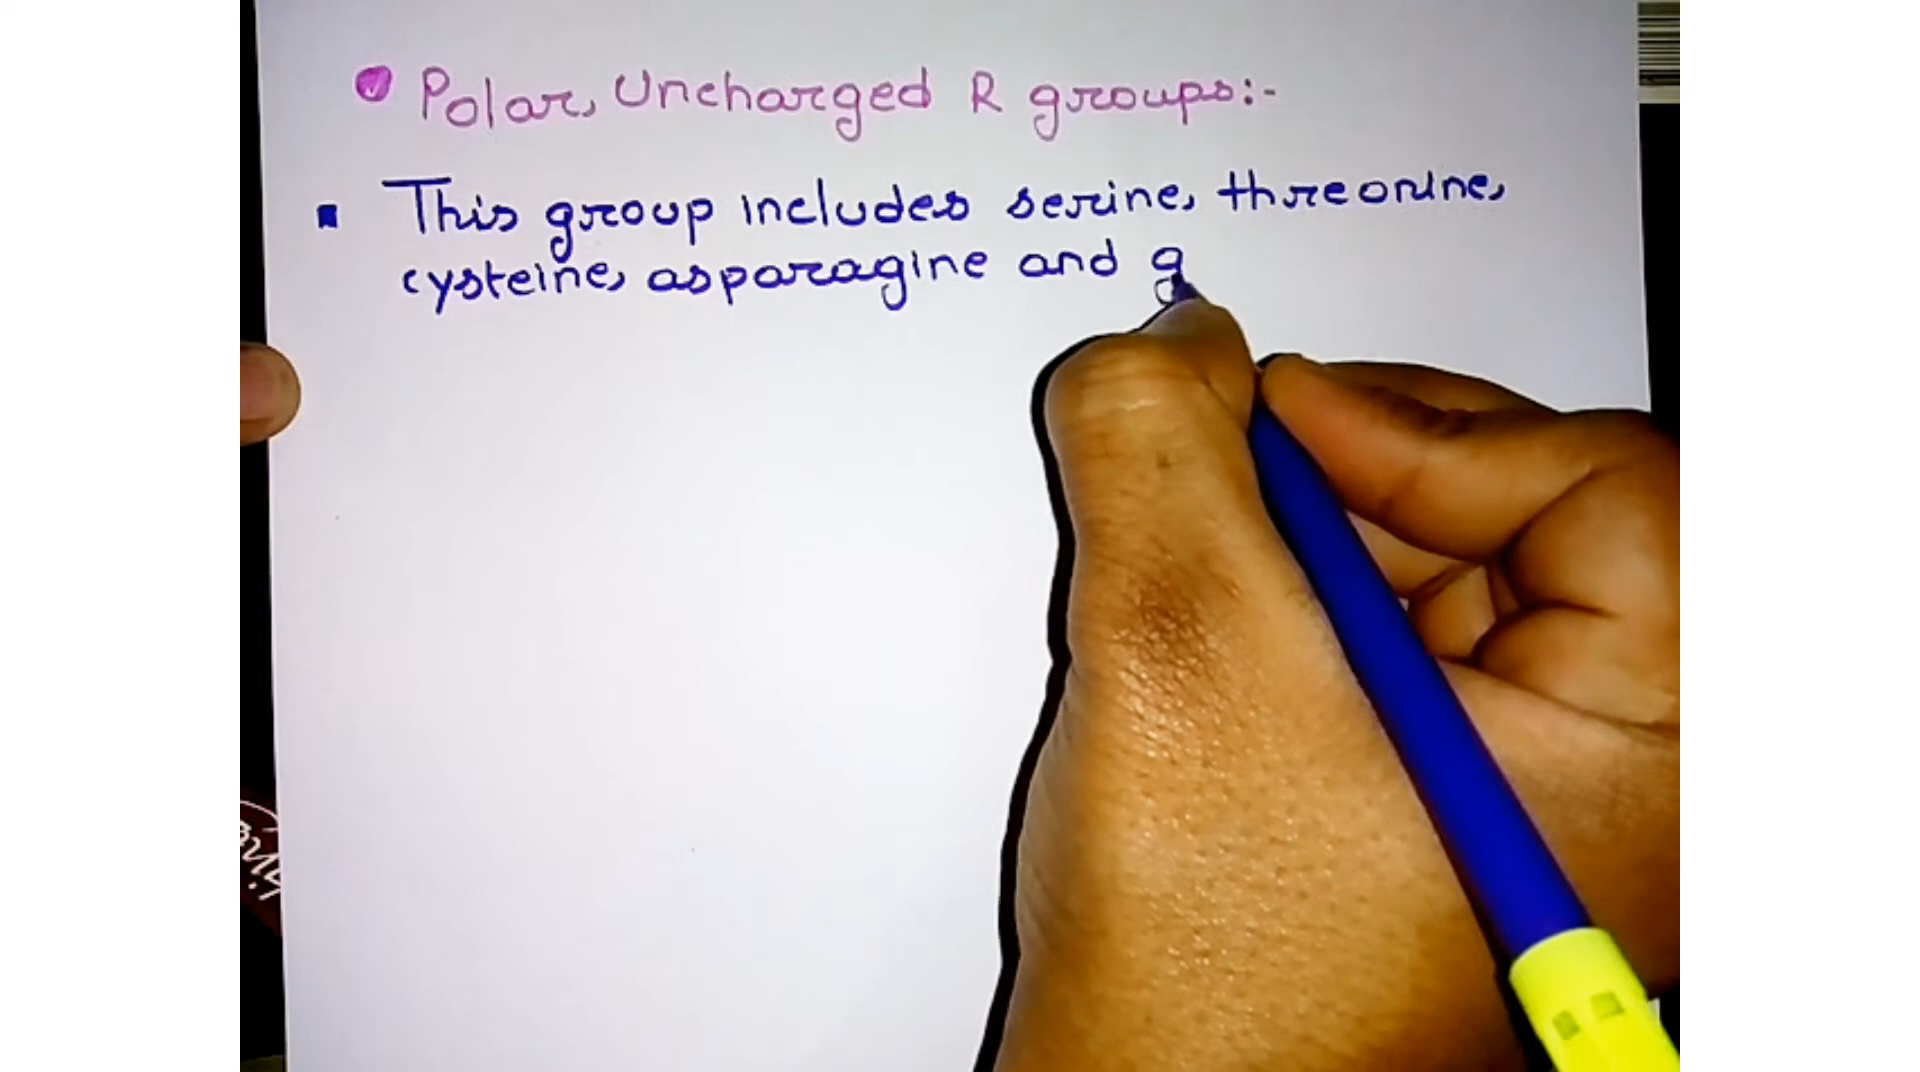 Polar, Uncharged R groups:-
This group includes serine, threonine,
cysteine, asparagine and g